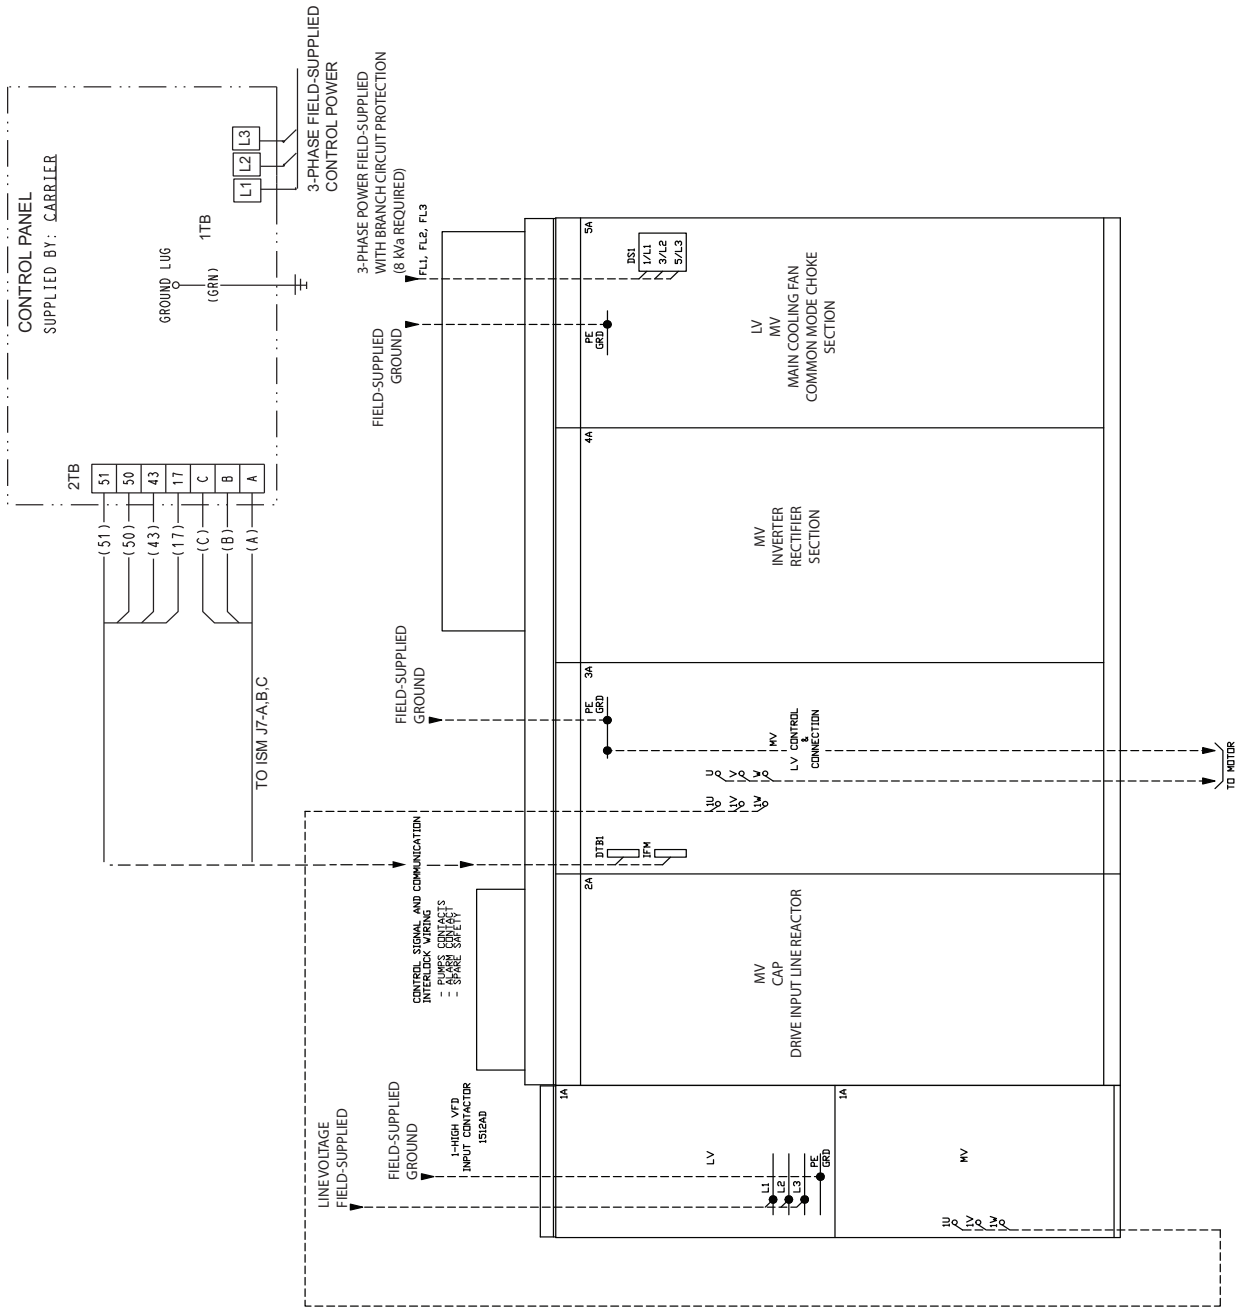 CONTROL PANEL
SUPPLIED BY: CARRIER
GROUND LUG
(GRN)
1TB
L1
L2
L3
3-PHASE FIELD-SUPPLIED
CONTROL POWER
2TB
51
50
43
17
C
B
A
(51)
(50)
(43)
(17)
(C)
(B)
(A)
TO ISM J7-A,B,C
LINEVOLTAGE
FIELD-SUPPLIED
FIELD-SUPPLIED
GROUND
1-HIGH VFD
INPUT CONTACTOR
1512AD
CONTROL SIGNAL AND COMMUNICATION
INTERLOCK WIRING
- PUMPS CONTACTS
- ALARM CONTACT
- SPARE SAFETY
FIELD-SUPPLIED
GROUND
FIELD-SUPPLIED
GROUND
3-PHASE POWER FIELD-SUPPLIED
WITH BRANCH CIRCUIT PROTECTION
(8 kVa REQUIRED)
FL1, FL2, FL3
1A
LV
L1
L2
L3
PE
GRD
1A
MV
1U
1V
1W
2A
MV
CAP
DRIVE INPUT LINE REACTOR
3A
DTB1
IFM
PE
GRD
1U
1V
1W
U
V
W
MV
LV CONTROL
&
CONNECTION
TO MOTOR
4A
MV
INVERTER
RECTIFIER
SECTION
5A
PE
GRD
DS1
1/L1
3/L2
5/L3
LV
MV
MAIN COOLING FAN
COMMON MODE CHOKE
SECTION